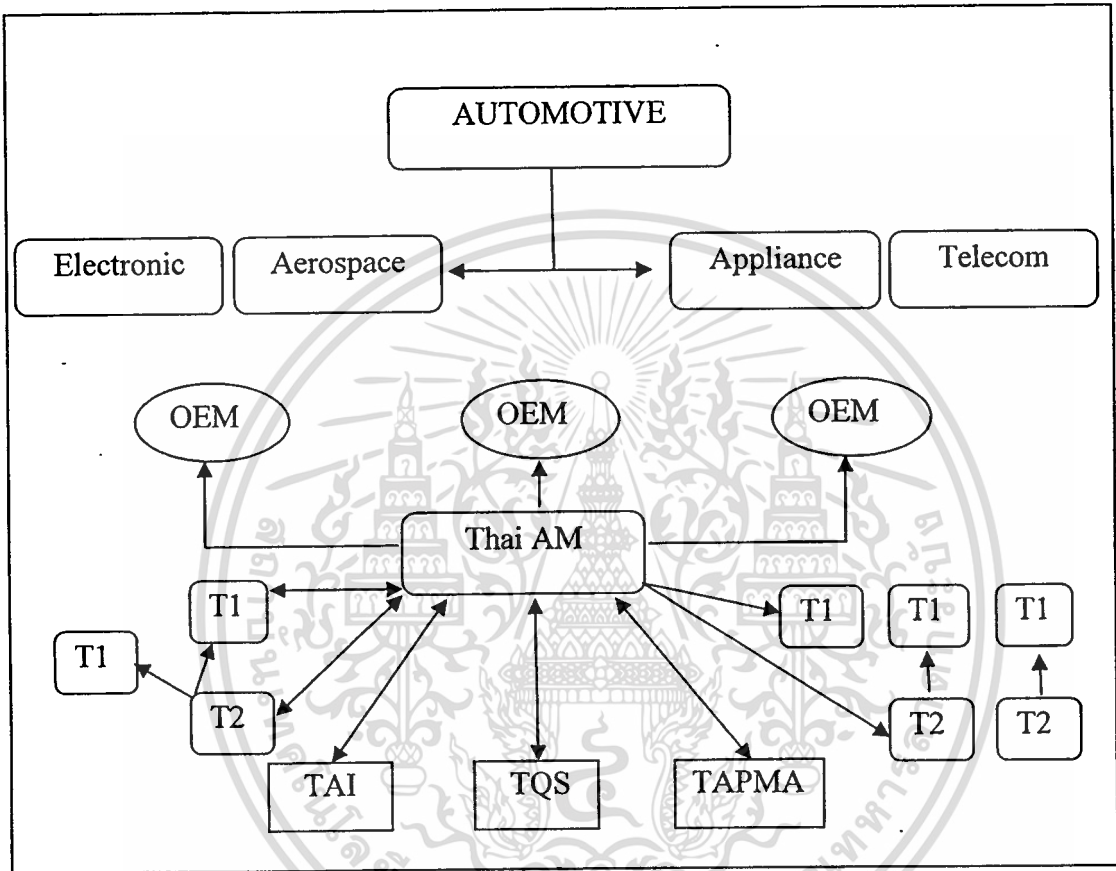 AUTOMOTIVE
Electronic
Aerospace
Appliance
Telecom
OEM
OEM
OEM
Thai AM
T1
T1
T1
T1
T1
T2
T2
T2
TAI
TQS
TAPMA